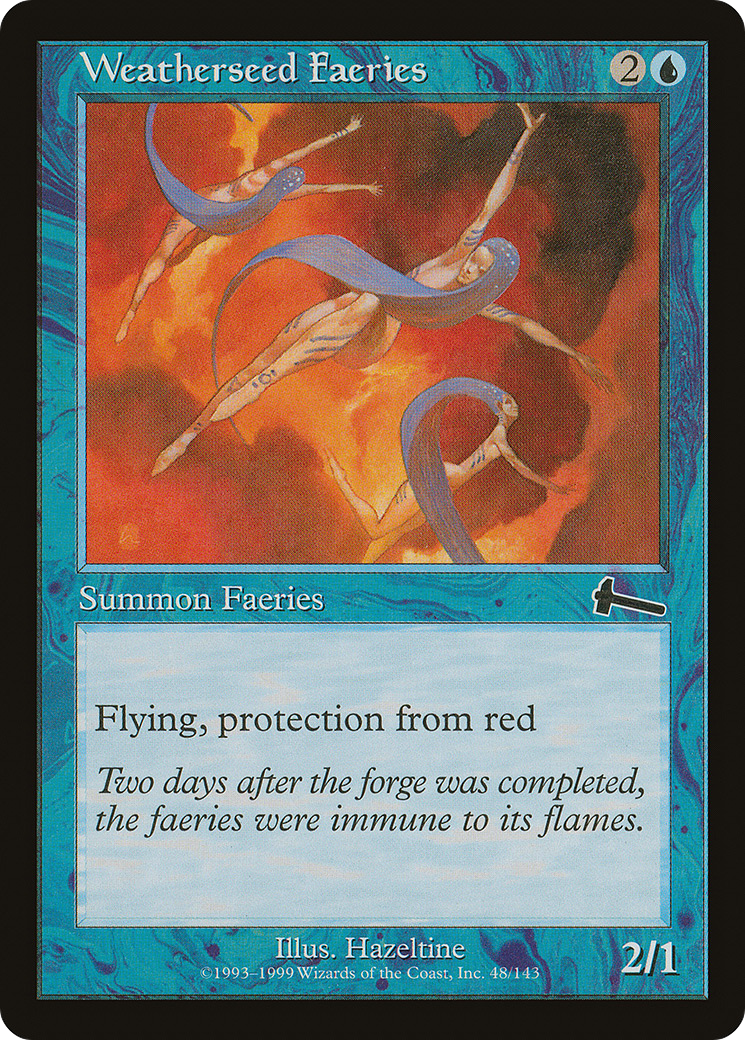 Weatherseed Faeries
2
Summon Faeries
Flying, protection from red
Two days after the forge was completed,
the faeries were immune to its flames.
Illus. Hazeltine
©1993–1999 Wizards of the Coast, Inc. 48/143
2/1